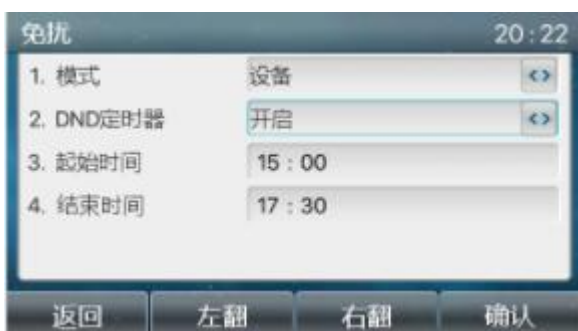 免扰 20:22
1. 模式 设备
2. DND定时器 开启
3. 起始时间 15 : 00
4. 结束时间 17 : 30
返回 左翻 右翻 确认